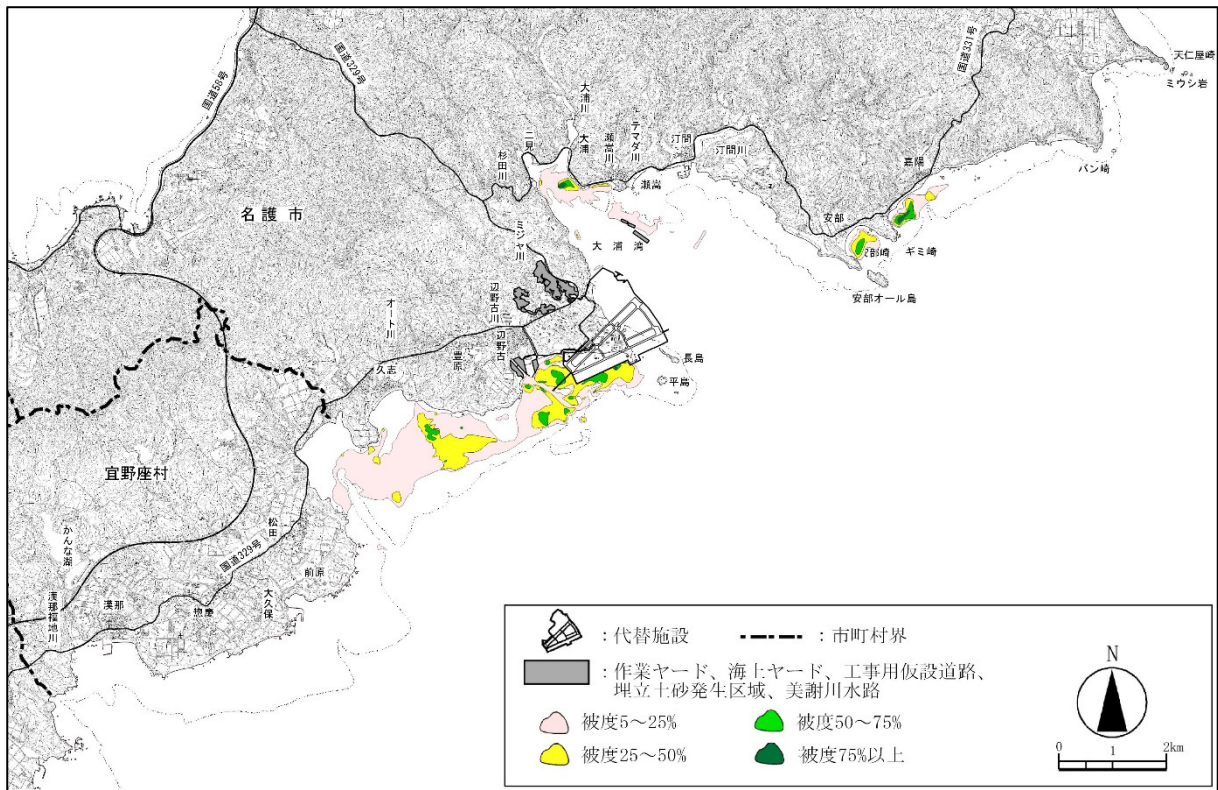 国道58号
国道329号
国道331号
天仁屋崎
ミウシ岩
バン崎
大浦川
二見
大浦
瀬嵩川
テマダ川
汀間
汀間川
杉田川
瀬嵩
嘉陽
安部
名護市
ミジャ川
大浦湾
安部崎
ギミ崎
安部オール島
辺野古川
オート川
辺野古
豊原
久志
長島
平島
宜野座村
かんな湖
松田
国道329号
前原
大久保
惣慶
漢那
漢那福地川
:代替施設
:市町村界
:作業ヤード、海上ヤード、工事用仮設道路、
埋立土砂発生区域、美謝川水路
被度5~25%
被度50~75%
被度25~50%
被度75%以上
N
0 1 2km